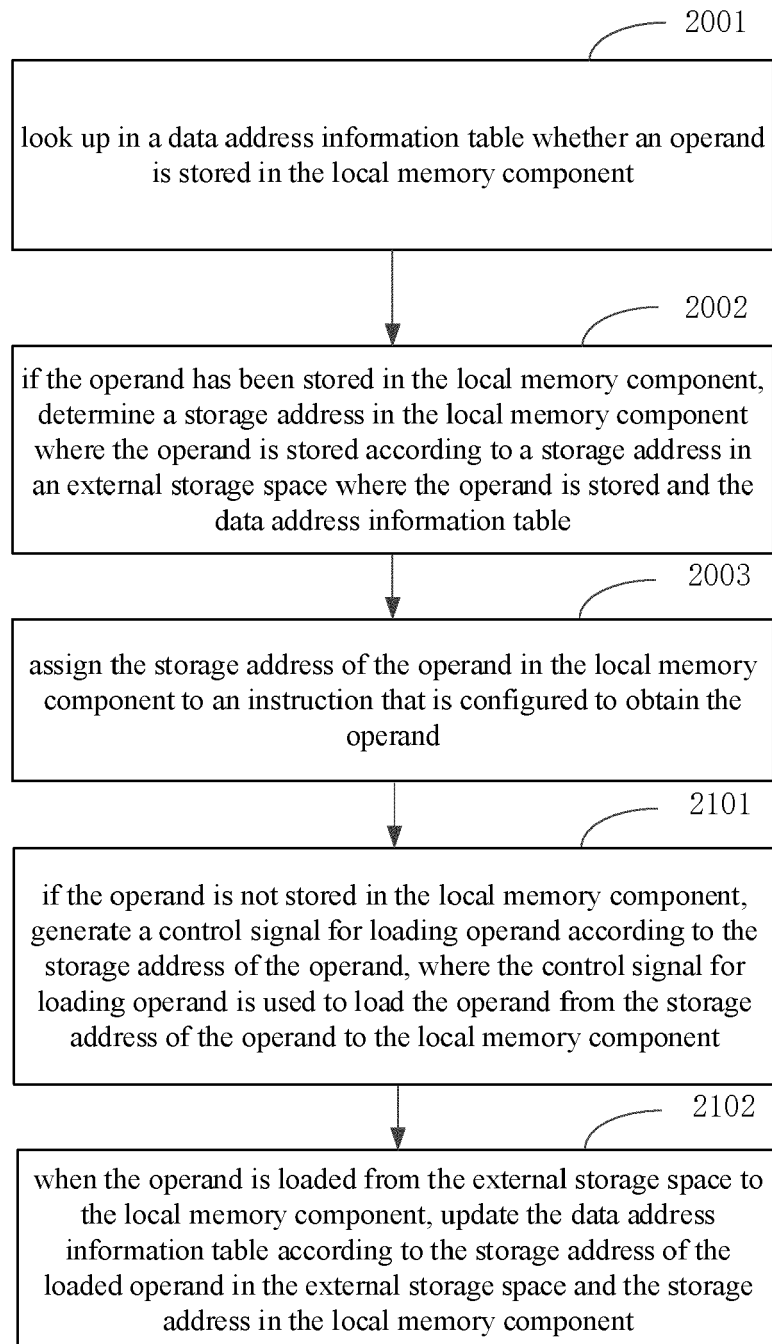 2001
look up in a data address information table whether an operand
is stored in the local memory component
2002
if the operand has been stored in the local memory component,
determine a storage address in the local memory component
where the operand is stored according to a storage address in
an external storage space where the operand is stored and the
data address information table
2003
assign the storage address of the operand in the local memory
component to an instruction that is configured to obtain the
operand
2101
if the operand is not stored in the local memory component,
generate a control signal for loading operand according to the
storage address of the operand, where the control signal for
loading operand is used to load the operand from the storage
address of the operand to the local memory component
2102
when the operand is loaded from the external storage space to
the local memory component, update the data address
information table according to the storage address of the
loaded operand in the external storage space and the storage
address in the local memory component